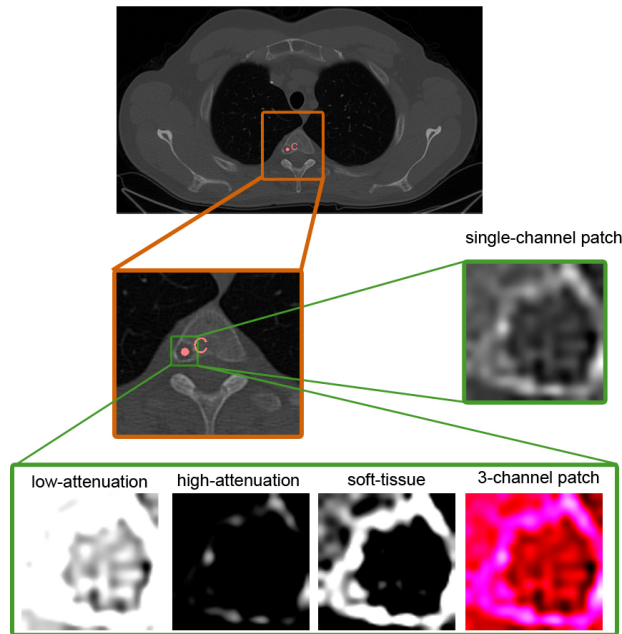 C
single-channel patch
C
low-attenuation high-attenuation soft-tissue 3-channel patch